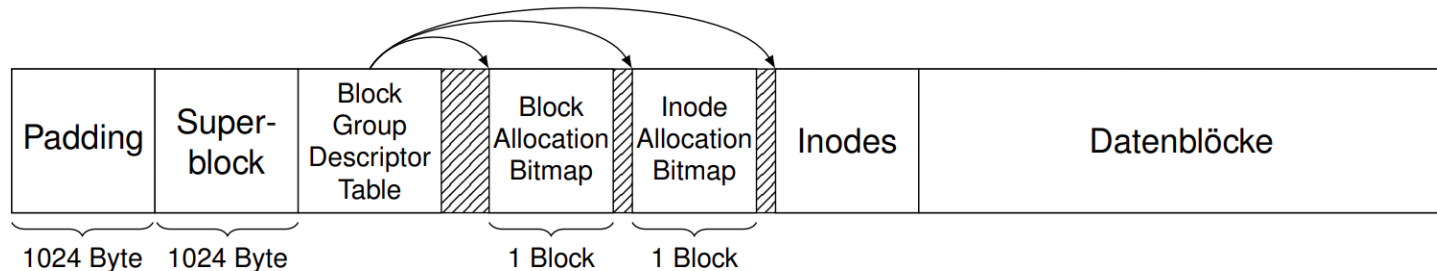 Padding
Super-
block
Block
Group
Descriptor
Table
Block
Allocation
Bitmap
Inode
Allocation
Bitmap
Inodes
Datenblöcke
1024 Byte
1024 Byte
1 Block
1 Block